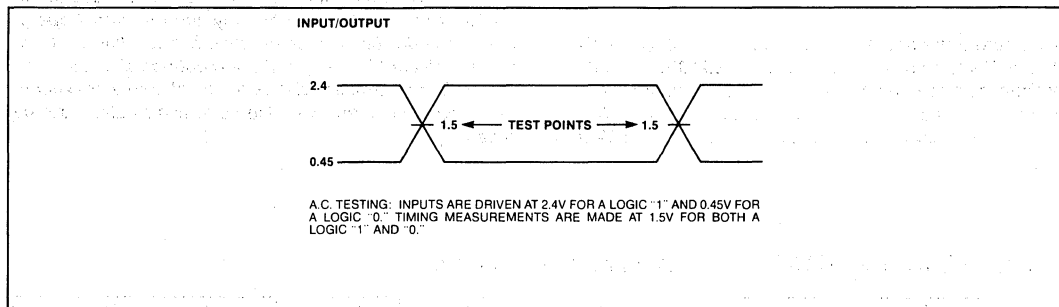 INPUT/OUTPUT
2.4
1.5 TEST POINTS 1.5
0.45
A.C. TESTING: INPUTS ARE DRIVEN AT 2.4V FOR A LOGIC "1" AND 0.45V FOR
A LOGIC "0." TIMING MEASUREMENTS ARE MADE AT 1.5V FOR BOTH A
LOGIC "1" AND "0."